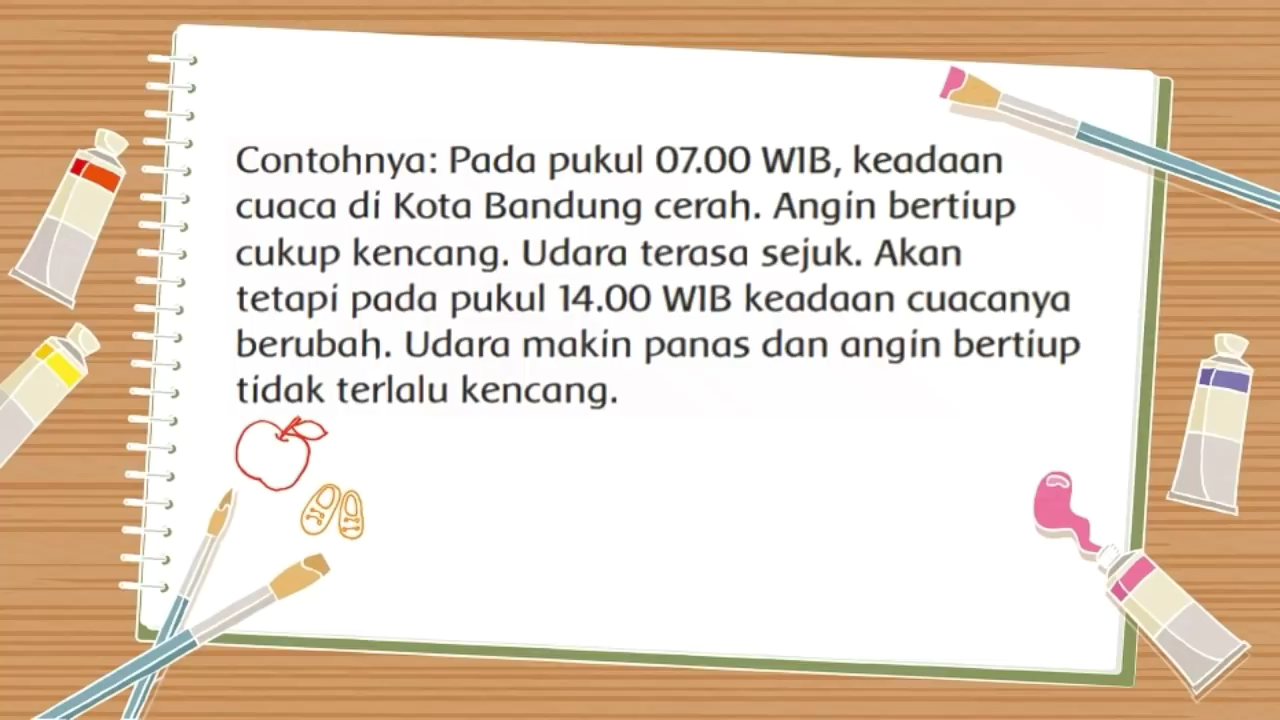 Contohnya: Pada pukul 07.00 WIB, keadaan
cuaca di Kota Bandung cerah. Angin bertiup
cukup kencang. Udara terasa sejuk. Akan
tetapi pada pukul 14.00 WIB keadaan cuacanya
berubah. Udara makin panas dan angin bertiup
tidak terlalu kencang.